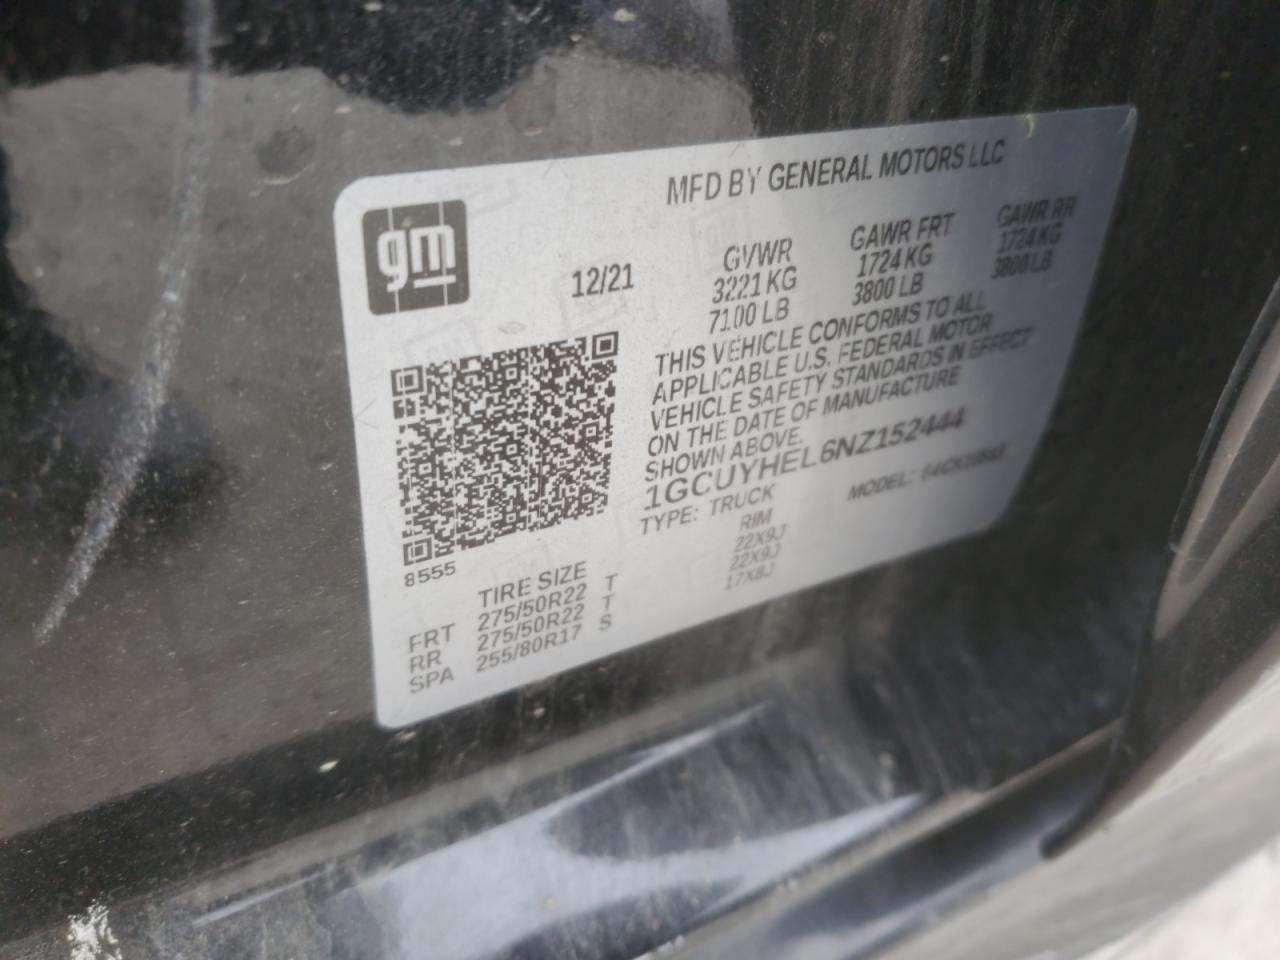 MFD BY GENERAL MOTORS LLC
gm
12/21
GVWR GAWR FRT GAWR RR
3221 KG 1724 KG 1724 KG
7100 LB 3800 LB 3800 LB
THIS VEHICLE CONFORMS TO ALL
APPLICABLE U.S. FEDERAL MOTOR
VEHICLE SAFETY STANDARDS IN EFFECT
ON THE DATE OF MANUFACTURE
SHOWN ABOVE.
1GCUYHEL6NZ152444
TYPE: TRUCK MODEL:
8555
TIRE SIZE RIM
FRT 275/50R22 T 22X9J
RR 275/50R22 T 22X9J
SPA 255/80R17 S 17X8J